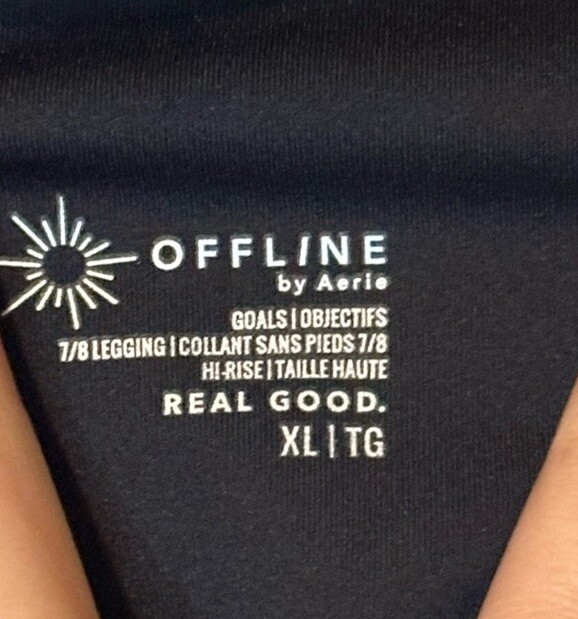 OFFLINE
by Aerie
GOALS | OBJECTIFS
7/8 LEGGING | COLLANT SANS PIEDS 7/8
HI-RISE | TAILLE HAUTE
REAL GOOD.
XL | TG